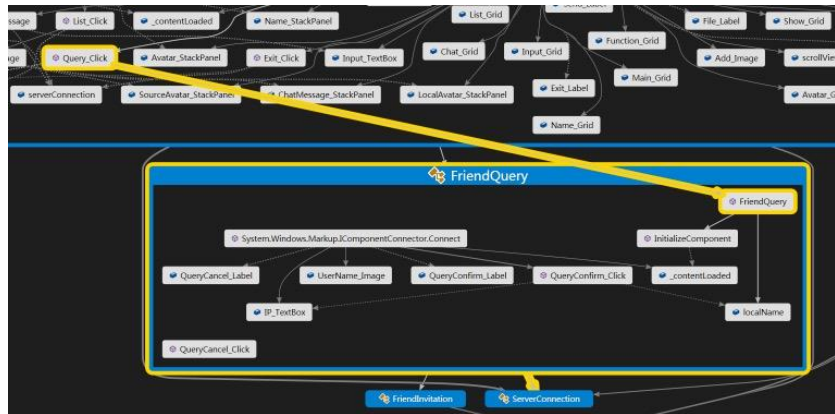 List_Click
_contentLoaded
Name_StackPanel
List_Grid
File_Label
Show_Grid
Function_Grid
Query_Click
Avatar_StackPanel
Exit_Click
Input_TextBox
Chat_Grid
Input_Grid
Add_Image
Main_Grid
serverConnection
SourceAvatar_StackPanel
ChatMessage_StackPanel
LocalAvatar_StackPanel
Exit_Label
Name_Grid
FriendQuery
FriendQuery
System.Windows.Markup.IComponentConnector.Connect
InitializeComponent
QueryCancel_Label
UserName_Image
QueryConfirm_Label
QueryConfirm_Click
_contentLoaded
IP_TextBox
localName
QueryCancel_Click
FriendInvitation
ServerConnection